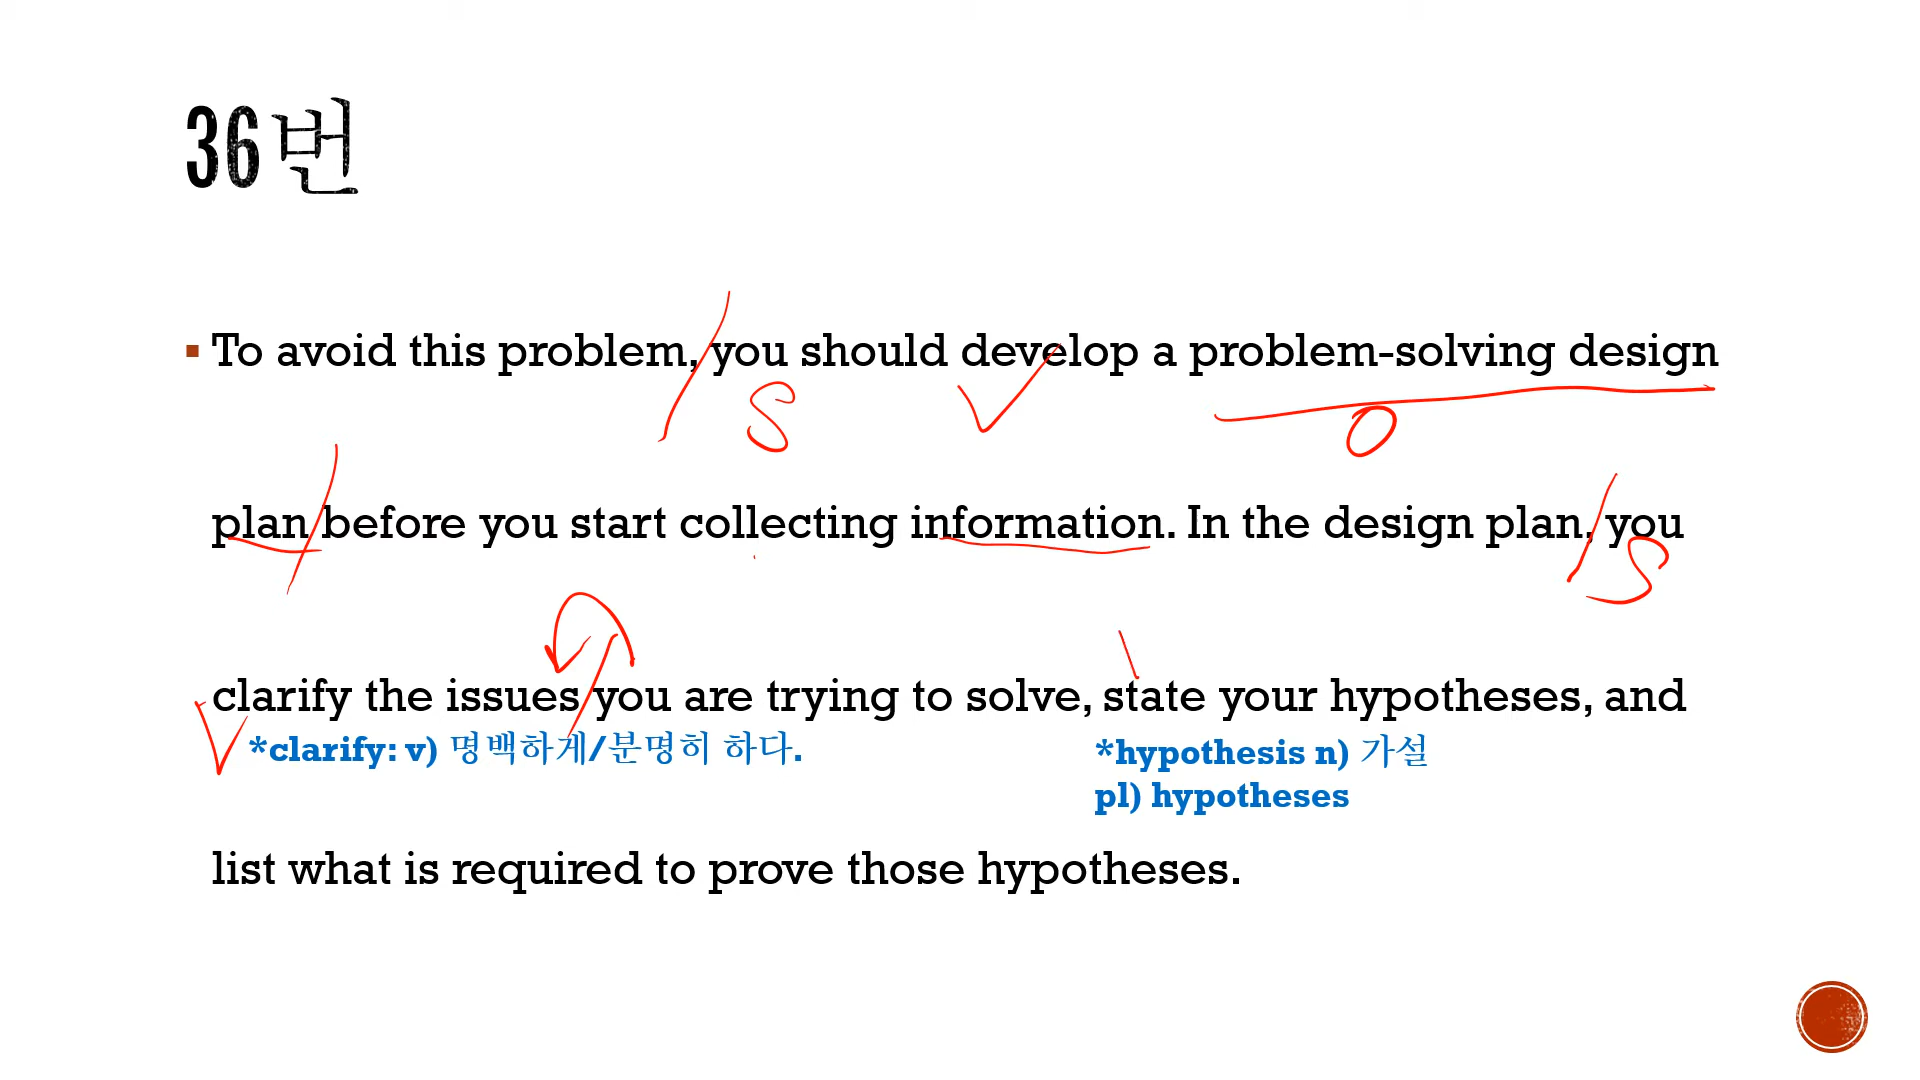 36번
To avoid this problem, you should develop a problem-solving design
S
O
plan before you start collecting information. In the design plan, you
S
clarify the issues you are trying to solve, state your hypotheses, and
*clarify: v) 명백하게/분명히 하다.
*hypothesis n) 가설
pl) hypotheses
list what is required to prove those hypotheses.